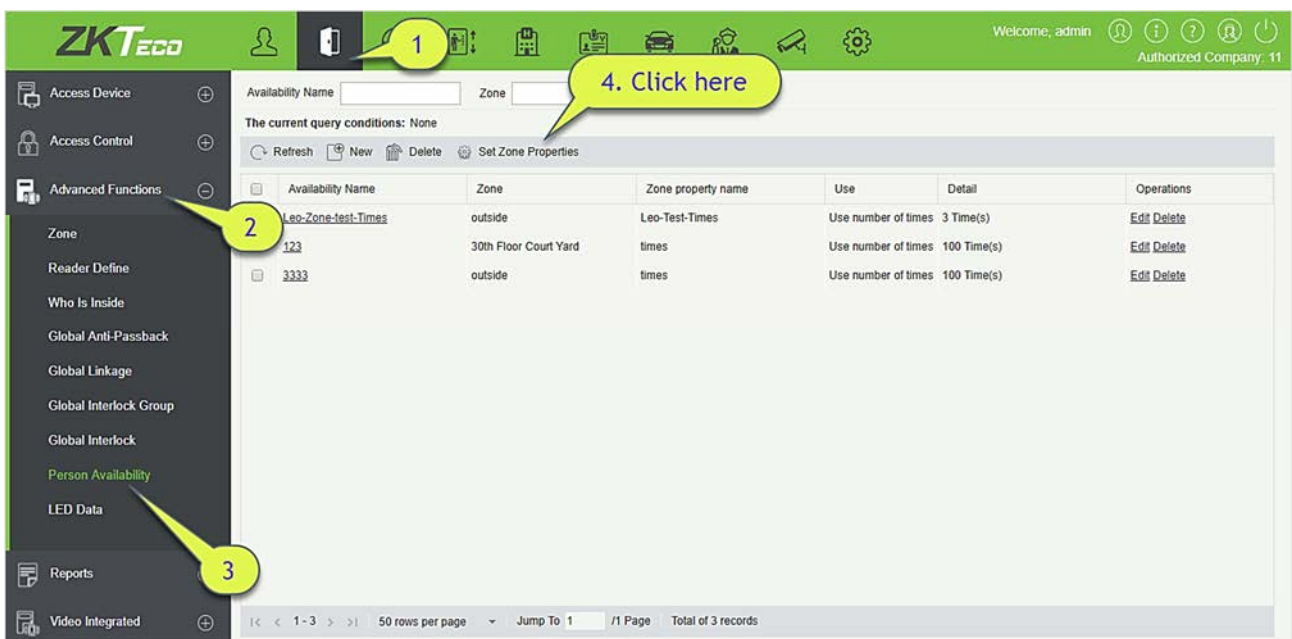 ZKTeco
Welcome, admin
Authorized Company: 11
1
4. Click here
Access Device
Access Control
Advanced Functions
2
Zone
Reader Define
Who Is Inside
Global Anti-Passback
Global Linkage
Global Interlock Group
Global Interlock
Person Availability
LED Data
3
Reports
Video Integrated
Availability Name Zone
The current query conditions: None
Refresh New Delete Set Zone Properties
Availability Name Zone Zone property name Use Detail Operations
Leo-Zone-test-Times outside Leo-Test-Times Use number of times 3 Time(s) Edit Delete
123 30th Floor Court Yard times Use number of times 100 Time(s) Edit Delete
3333 outside times Use number of times 100 Time(s) Edit Delete
|< < 1-3 > >| 50 rows per page Jump To 1 /1 Page Total of 3 records